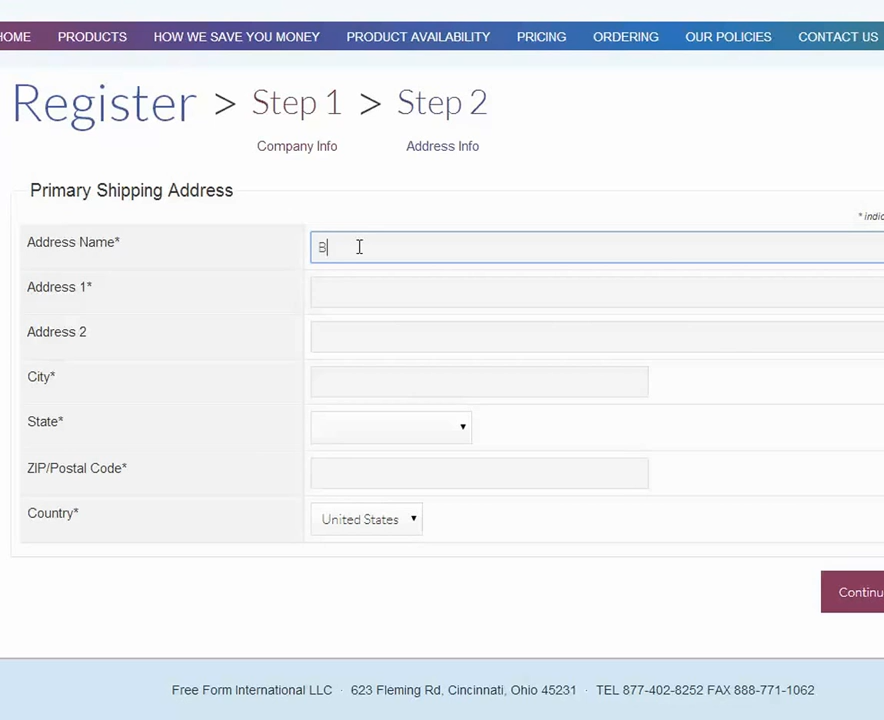 HOME PRODUCTS HOW WE SAVE YOU MONEY PRODUCT AVAILABILITY PRICING ORDERING OUR POLICIES CONTACT US
Register > Step 1 > Step 2
Company Info Address Info
Primary Shipping Address
* indic
Address Name* B
Address 1*
Address 2
City*
State*
ZIP/Postal Code*
Country* United States
Continu
Free Form International LLC · 623 Fleming Rd, Cincinnati, Ohio 45231 · TEL 877-402-8252 FAX 888-771-1062